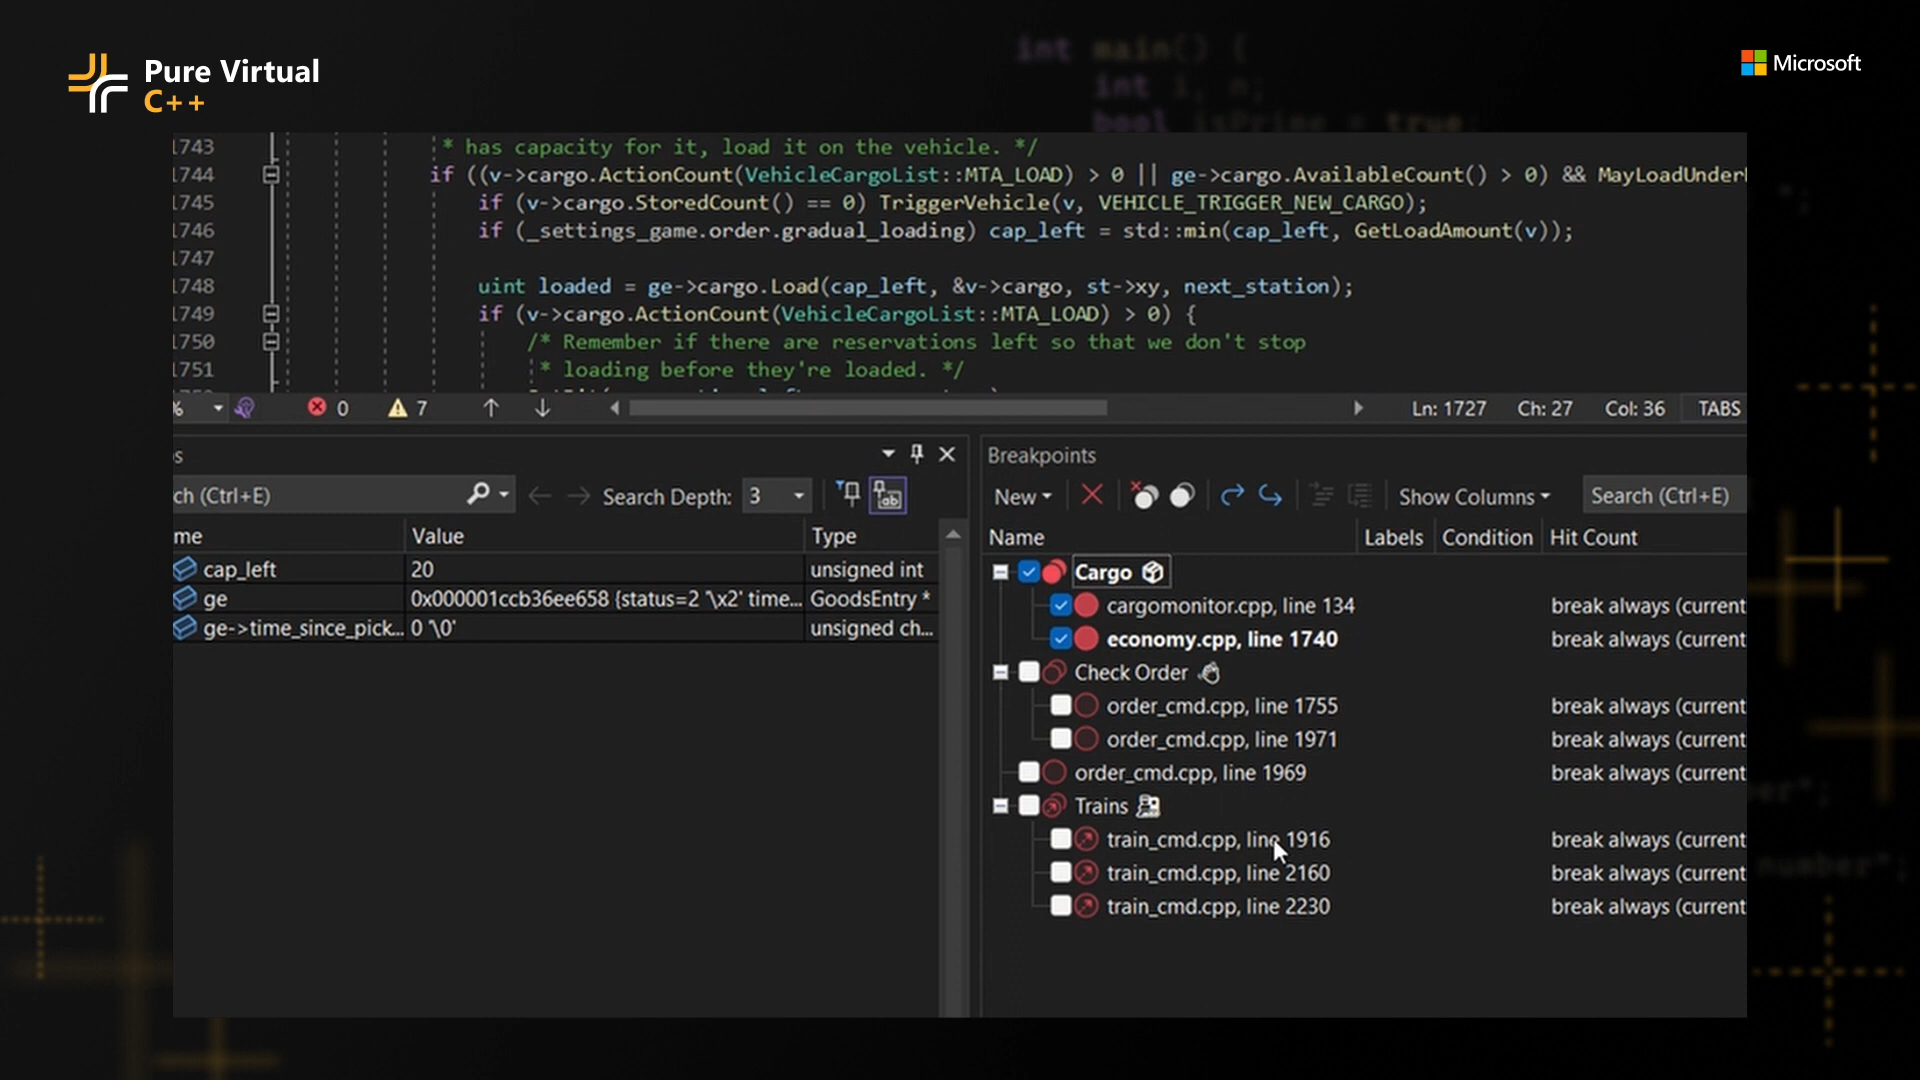 int main() {
int i, n;
bool isPrime = true;
Pure Virtual
C++
Microsoft
1743 * has capacity for it, load it on the vehicle. */
1744 if ((v->cargo.ActionCount(VehicleCargoList::MTA_LOAD) > 0 || ge->cargo.AvailableCount() > 0) && MayLoadUnder
1745 if (v->cargo.StoredCount() == 0) TriggerVehicle(v, VEHICLE_TRIGGER_NEW_CARGO);
1746 if (_settings_game.order.gradual_loading) cap_left = std::min(cap_left, GetLoadAmount(v));
1747
1748 uint loaded = ge->cargo.Load(cap_left, &v->cargo, st->xy, next_station);
1749 if (v->cargo.ActionCount(VehicleCargoList::MTA_LOAD) > 0) {
1750 /* Remember if there are reservations left so that we don't stop
1751 * loading before they're loaded. */
% 0 7 Ln: 1727 Ch: 27 Col: 36 TABS
s
ch (Ctrl+E) Search Depth: 3
me Value Type
cap_left 20 unsigned int
ge 0x000001ccb36ee658 {status=2 '\x2' time... GoodsEntry *
ge->time_since_pick... 0 '\0' unsigned ch...
Breakpoints
New Show Columns Search (Ctrl+E)
Name Labels Condition Hit Count
Cargo
cargomonitor.cpp, line 134 break always (current
economy.cpp, line 1740 break always (current
Check Order
order_cmd.cpp, line 1755 break always (current
order_cmd.cpp, line 1971 break always (current
order_cmd.cpp, line 1969 break always (current
Trains
train_cmd.cpp, line 1916 break always (current
train_cmd.cpp, line 2160 break always (current
train_cmd.cpp, line 2230 break always (current